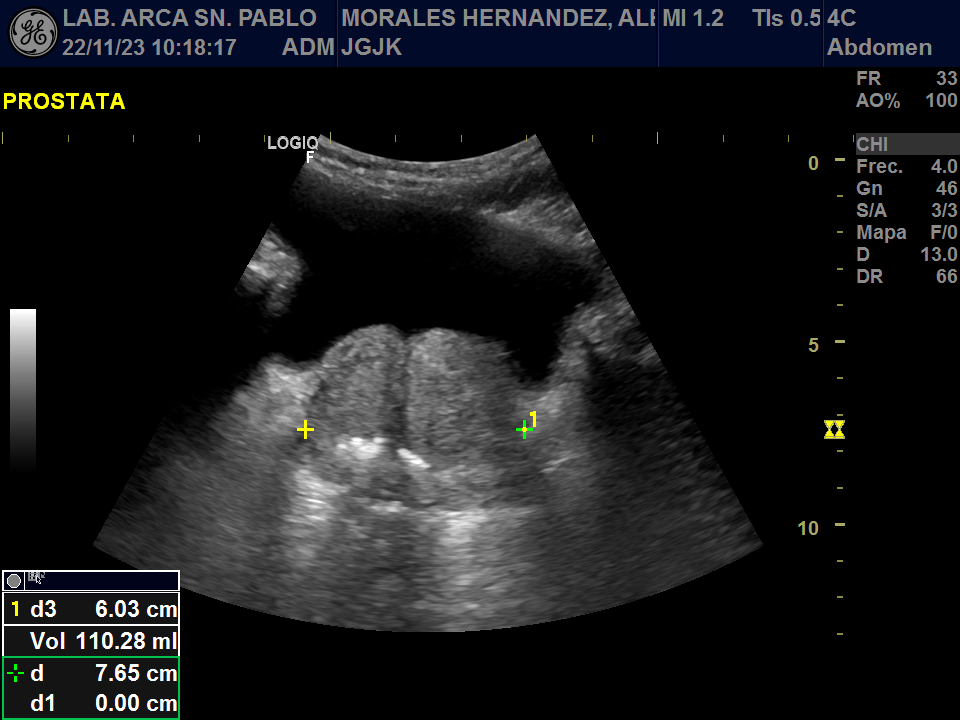 LAB. ARCA SN. PABLO MORALES HERNANDEZ, ALE MI 1.2 TIs 0.5 4C
22/11/23 10:18:17 ADM JGJK Abdomen
PROSTATA
LOGIQ
F
FR 33
AO% 100
CHI
Frec. 4.0
Gn 46
S/A 3/3
Mapa F/0
D 13.0
DR 66
0
5
10
1
1 d3 6.03 cm
Vol 110.28 ml
d 7.65 cm
d1 0.00 cm